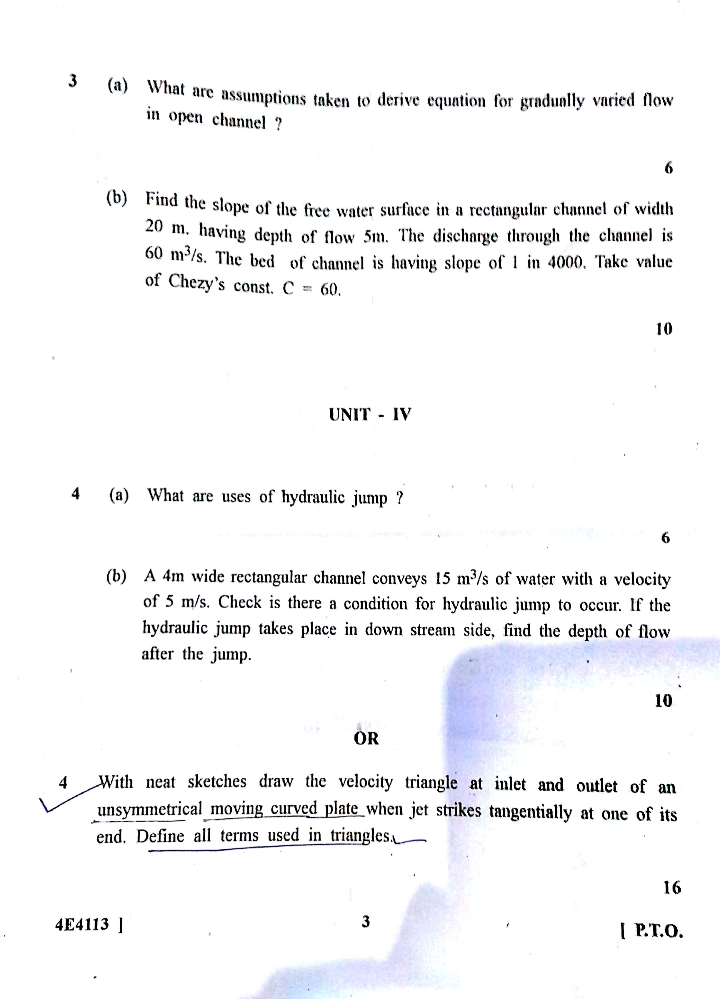 3 (a) What are assumptions taken to derive equation for gradually varied flow
in open channel ?
6
(b) Find the slope of the free water surface in a rectangular channel of width
20 m. having depth of flow 5m. The discharge through the channel is
60 m³/s. The bed of channel is having slope of 1 in 4000. Take value
of Chezy's const. C = 60.
10
UNIT - IV
4 (a) What are uses of hydraulic jump ?
6
(b) A 4m wide rectangular channel conveys 15 m³/s of water with a velocity
of 5 m/s. Check is there a condition for hydraulic jump to occur. If the
hydraulic jump takes place in down stream side, find the depth of flow
after the jump.
10
OR
4 With neat sketches draw the velocity triangle at inlet and outlet of an
unsymmetrical moving curved plate when jet strikes tangentially at one of its
end. Define all terms used in triangles.
16
4E4113 ] 3 [ P.T.O.